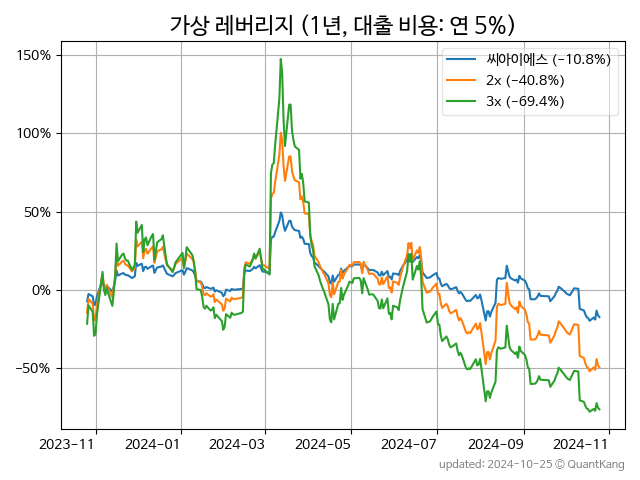 가상 레버리지 (1년, 대출 비용: 연 5%)
씨아이에스 (−10.8%)
2x (−40.8%)
3x (−69.4%)
150%
100%
50%
0%
−50%
2023-11
2024-01
2024-03
2024-05
2024-07
2024-09
2024-11
updated: 2024-10-25 © QuantKang